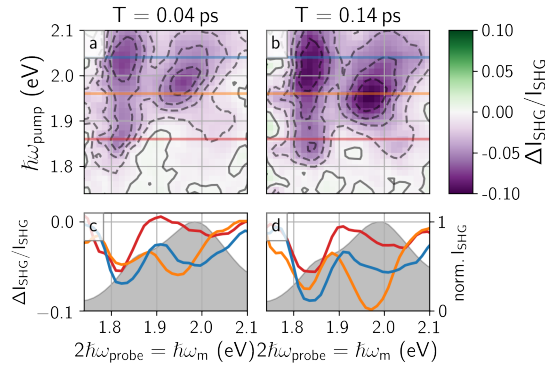 T = 0.04 ps
T = 0.14 ps
a
b
2.1
2.0
1.9
1.8
ħω_pump (eV)
0.10
0.05
0.00
-0.05
-0.10
ΔI_SHG/I_SHG
c
d
0.0
−0.1
ΔI_SHG/I_SHG
1
0
norm. I_SHG
1.8 1.9 2.0 2.1
1.8 1.9 2.0 2.1
2ħω_probe = ħω_m (eV)
2ħω_probe = ħω_m (eV)